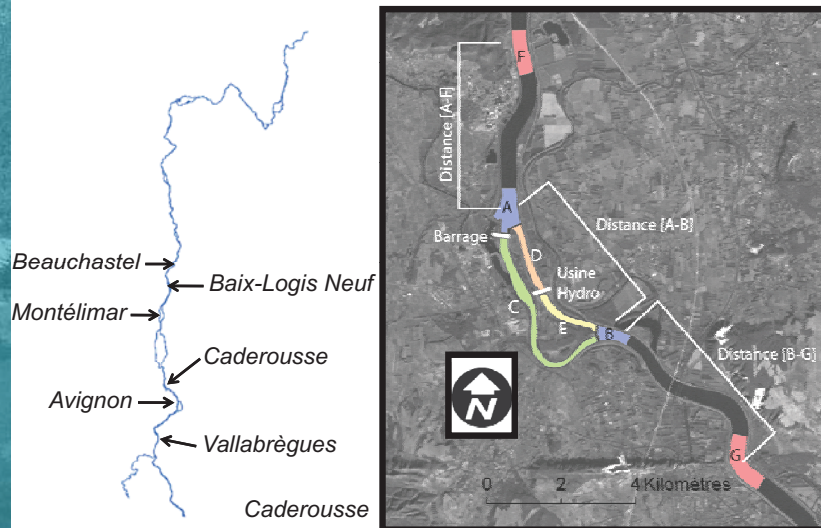 Beauchastel
Baix-Logis Neuf
Montélimar
Caderousse
Avignon
Vallabrègues
Caderousse
F
Distance [A-F]
A
Barrage
D
Distance [A-B]
Usine
Hydro
C
E
B
Distance [B-G]
N
G
0 2 4 Kilometres